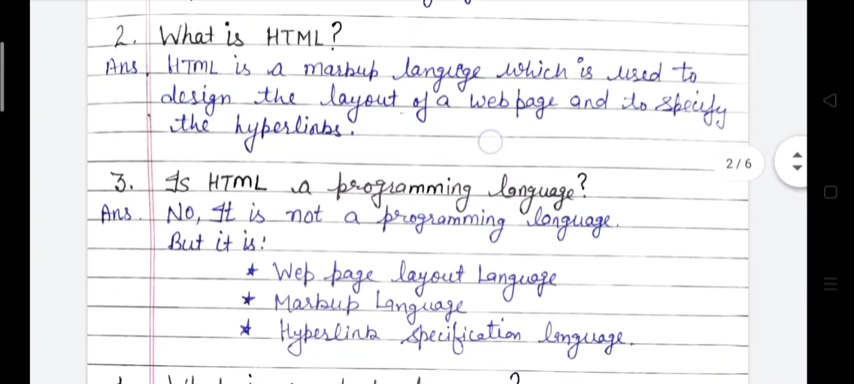 2. What is HTML?
Ans. HTML is a markup language which is used to
design the layout of a webpage and to specify
the hyperlinks.
2/6
3. Is HTML a programming language?
Ans. No, It is not a programming language.
But it is:
* Web page layout Language
* Markup Language
* Hyperlink specification language.